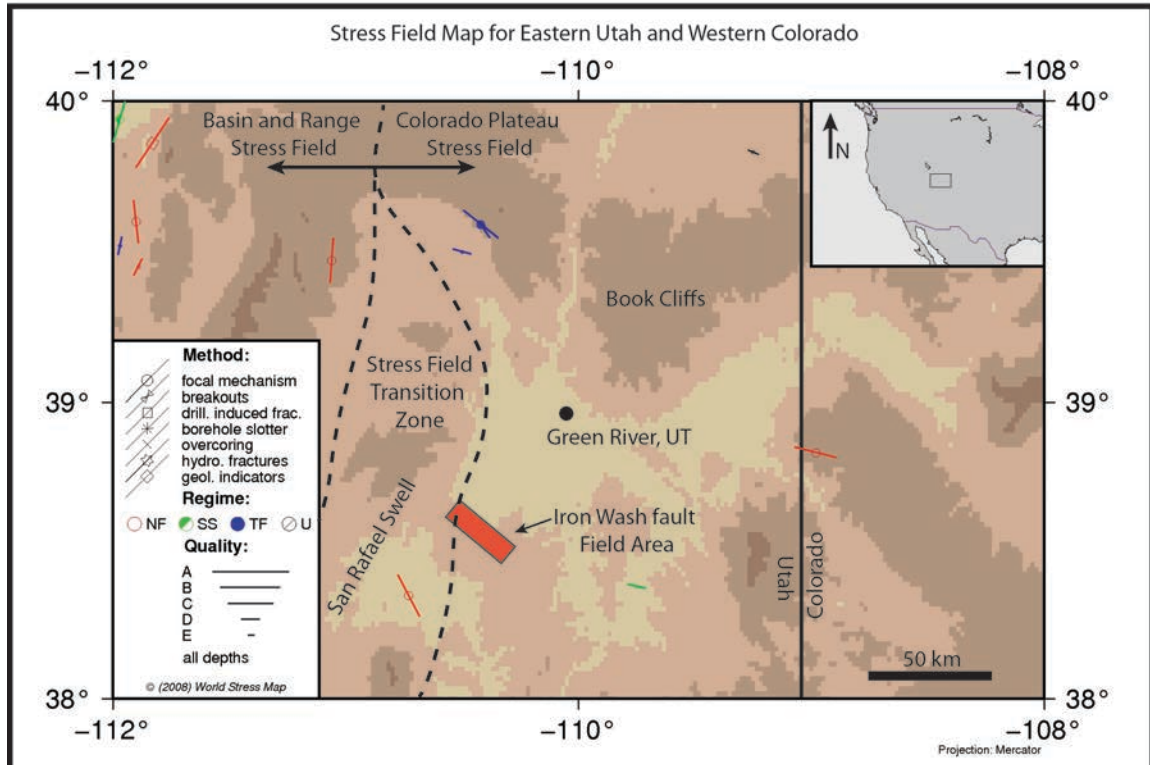 Stress Field Map for Eastern Utah and Western Colorado
−112°
−110°
−108°
40°
40°
Basin and Range
Stress Field
Colorado Plateau
Stress Field
N
Book Cliffs
Stress Field
Transition
Zone
39°
39°
Green River, UT
Iron Wash fault
Field Area
San Rafael Swell
Utah
Colorado
Method:
focal mechanism
breakouts
drill. induced frac.
borehole slotter
overcoring
hydro. fractures
geol. indicators
Regime:
NF SS TF U
Quality:
A
B
C
D
E
all depths
© (2008) World Stress Map
50 km
38°
38°
−112°
−110°
−108°
Projection: Mercator